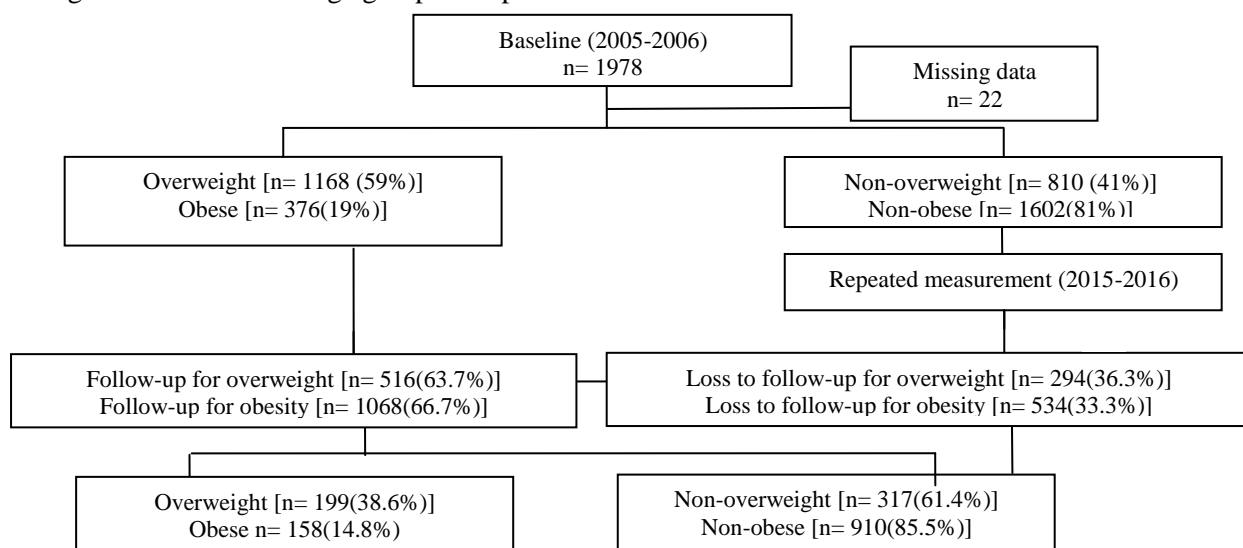 Baseline (2005-2006)
n= 1978
Missing data
n= 22
Overweight [n= 1168 (59%)]
Obese [n= 376(19%)]
Non-overweight [n= 810 (41%)]
Non-obese [n= 1602(81%)]
Repeated measurement (2015-2016)
Follow-up for overweight [n= 516(63.7%)]
Follow-up for obesity [n= 1068(66.7%)]
Loss to follow-up for overweight [n= 294(36.3%)]
Loss to follow-up for obesity [n= 534(33.3%)]
Overweight [n= 199(38.6%)]
Obese n= 158(14.8%)
Non-overweight [n= 317(61.4%)]
Non-obese [n= 910(85.5%)]